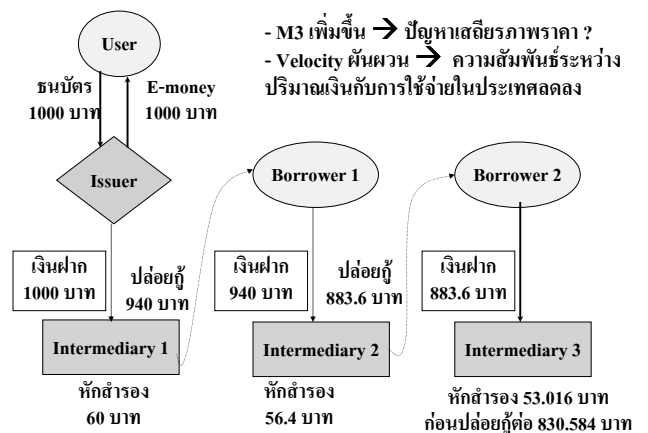 User
- M3 เพิ่มขึ้น → ปัญหาเสถียรภาพราคา ?
- Velocity ผันผวน → ความสัมพันธ์ระหว่าง
ปริมาณเงินกับการใช้จ่ายในประเทศลดลง
ธนบัตร
1000 บาท
E-money
1000 บาท
Issuer
Borrower 1
Borrower 2
เงินฝาก
1000 บาท
ปล่อยกู้
940 บาท
เงินฝาก
940 บาท
ปล่อยกู้
883.6 บาท
เงินฝาก
883.6 บาท
Intermediary 1
Intermediary 2
Intermediary 3
หักสำรอง
60 บาท
หักสำรอง
56.4 บาท
หักสำรอง 53.016 บาท
ก่อนปล่อยกู้ต่อ 830.584 บาท